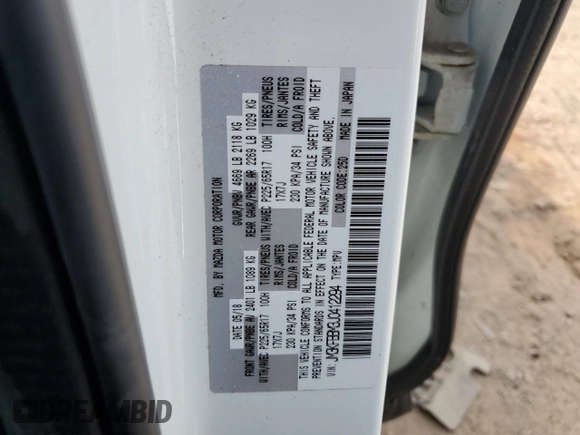 MFD. BY MAZDA MOTOR CORPORATION
DATE 05/18 GVWR/PNBV 4669 LB 2118 KG
FRONT GAWR/PNBE AV 2401 LB 1089 KG REAR GAWR/PNBE AR 2269 LB 1029 KG
WITH/AVEC P225/65R17 100H TIRES/PNEUS WITH/AVEC P225/65R17 100H TIRES/PNEUS
17X7J RIMS/JANTES 17X7J RIMS/JANTES
230 KPA/34 PSI COLD/A FROID 230 KPA/34 PSI COLD/A FROID
THIS VEHICLE CONFORMS TO ALL APPLICABLE FEDERAL MOTOR VEHICLE SAFETY AND THEFT
PREVENTION STANDARDS IN EFFECT ON THE DATE OF MANUFACTURE SHOWN ABOVE.
VIN: TYPE: MPV COLOR CODE: 25D MADE IN JAPAN
DREAMBID